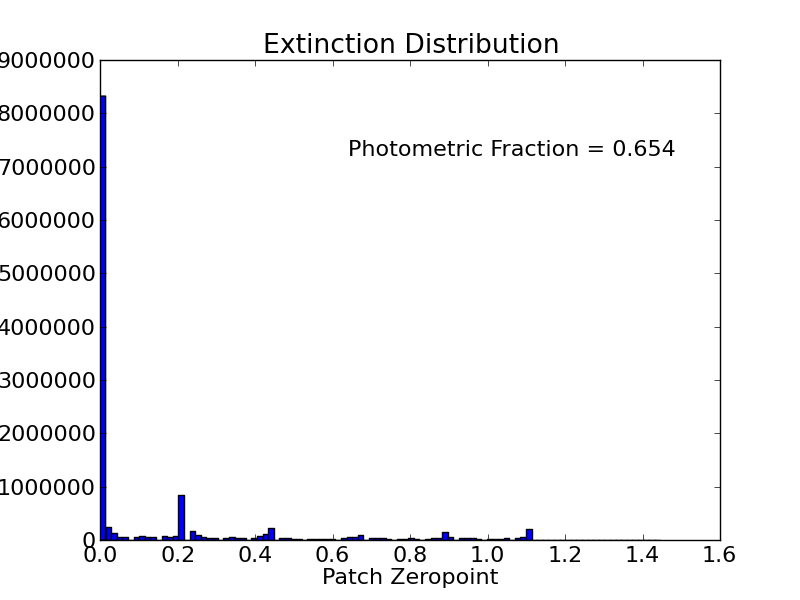 Extinction Distribution
9000000
8000000
7000000
6000000
5000000
4000000
3000000
2000000
1000000
0
Photometric Fraction = 0.654
0.0 0.2 0.4 0.6 0.8 1.0 1.2 1.4 1.6
Patch Zeropoint